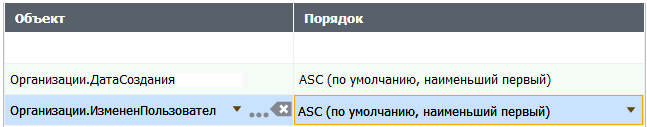 Объект Порядок
Организации.ДатаСоздания ASC (по умолчанию, наименьший первый)
Организации.ИзмененПользовател ASC (по умолчанию, наименьший первый)